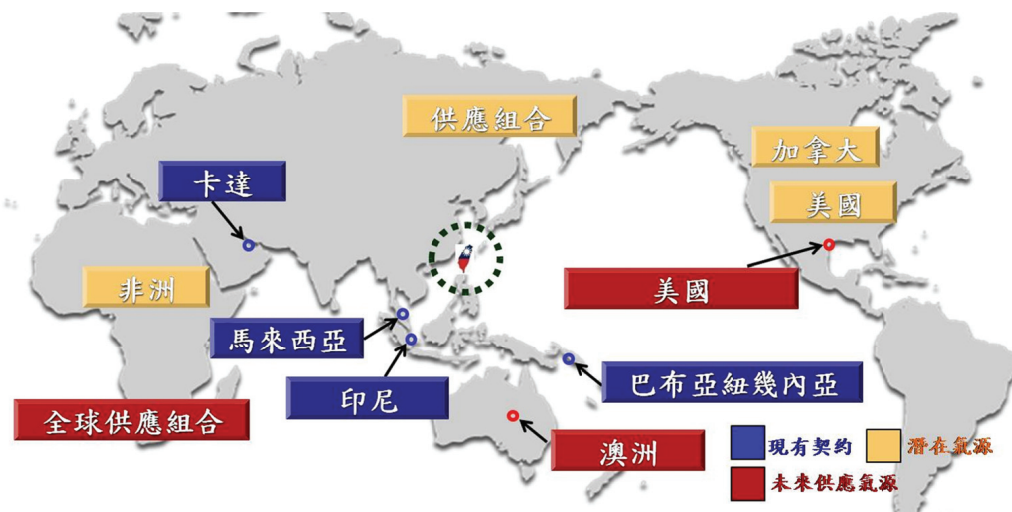 供應組合
加拿大
卡達
美國
非洲
美國
馬來西亞
印尼
巴布亞紐幾內亞
全球供應組合
澳洲
現有契約
潛在氣源
未來供應氣源